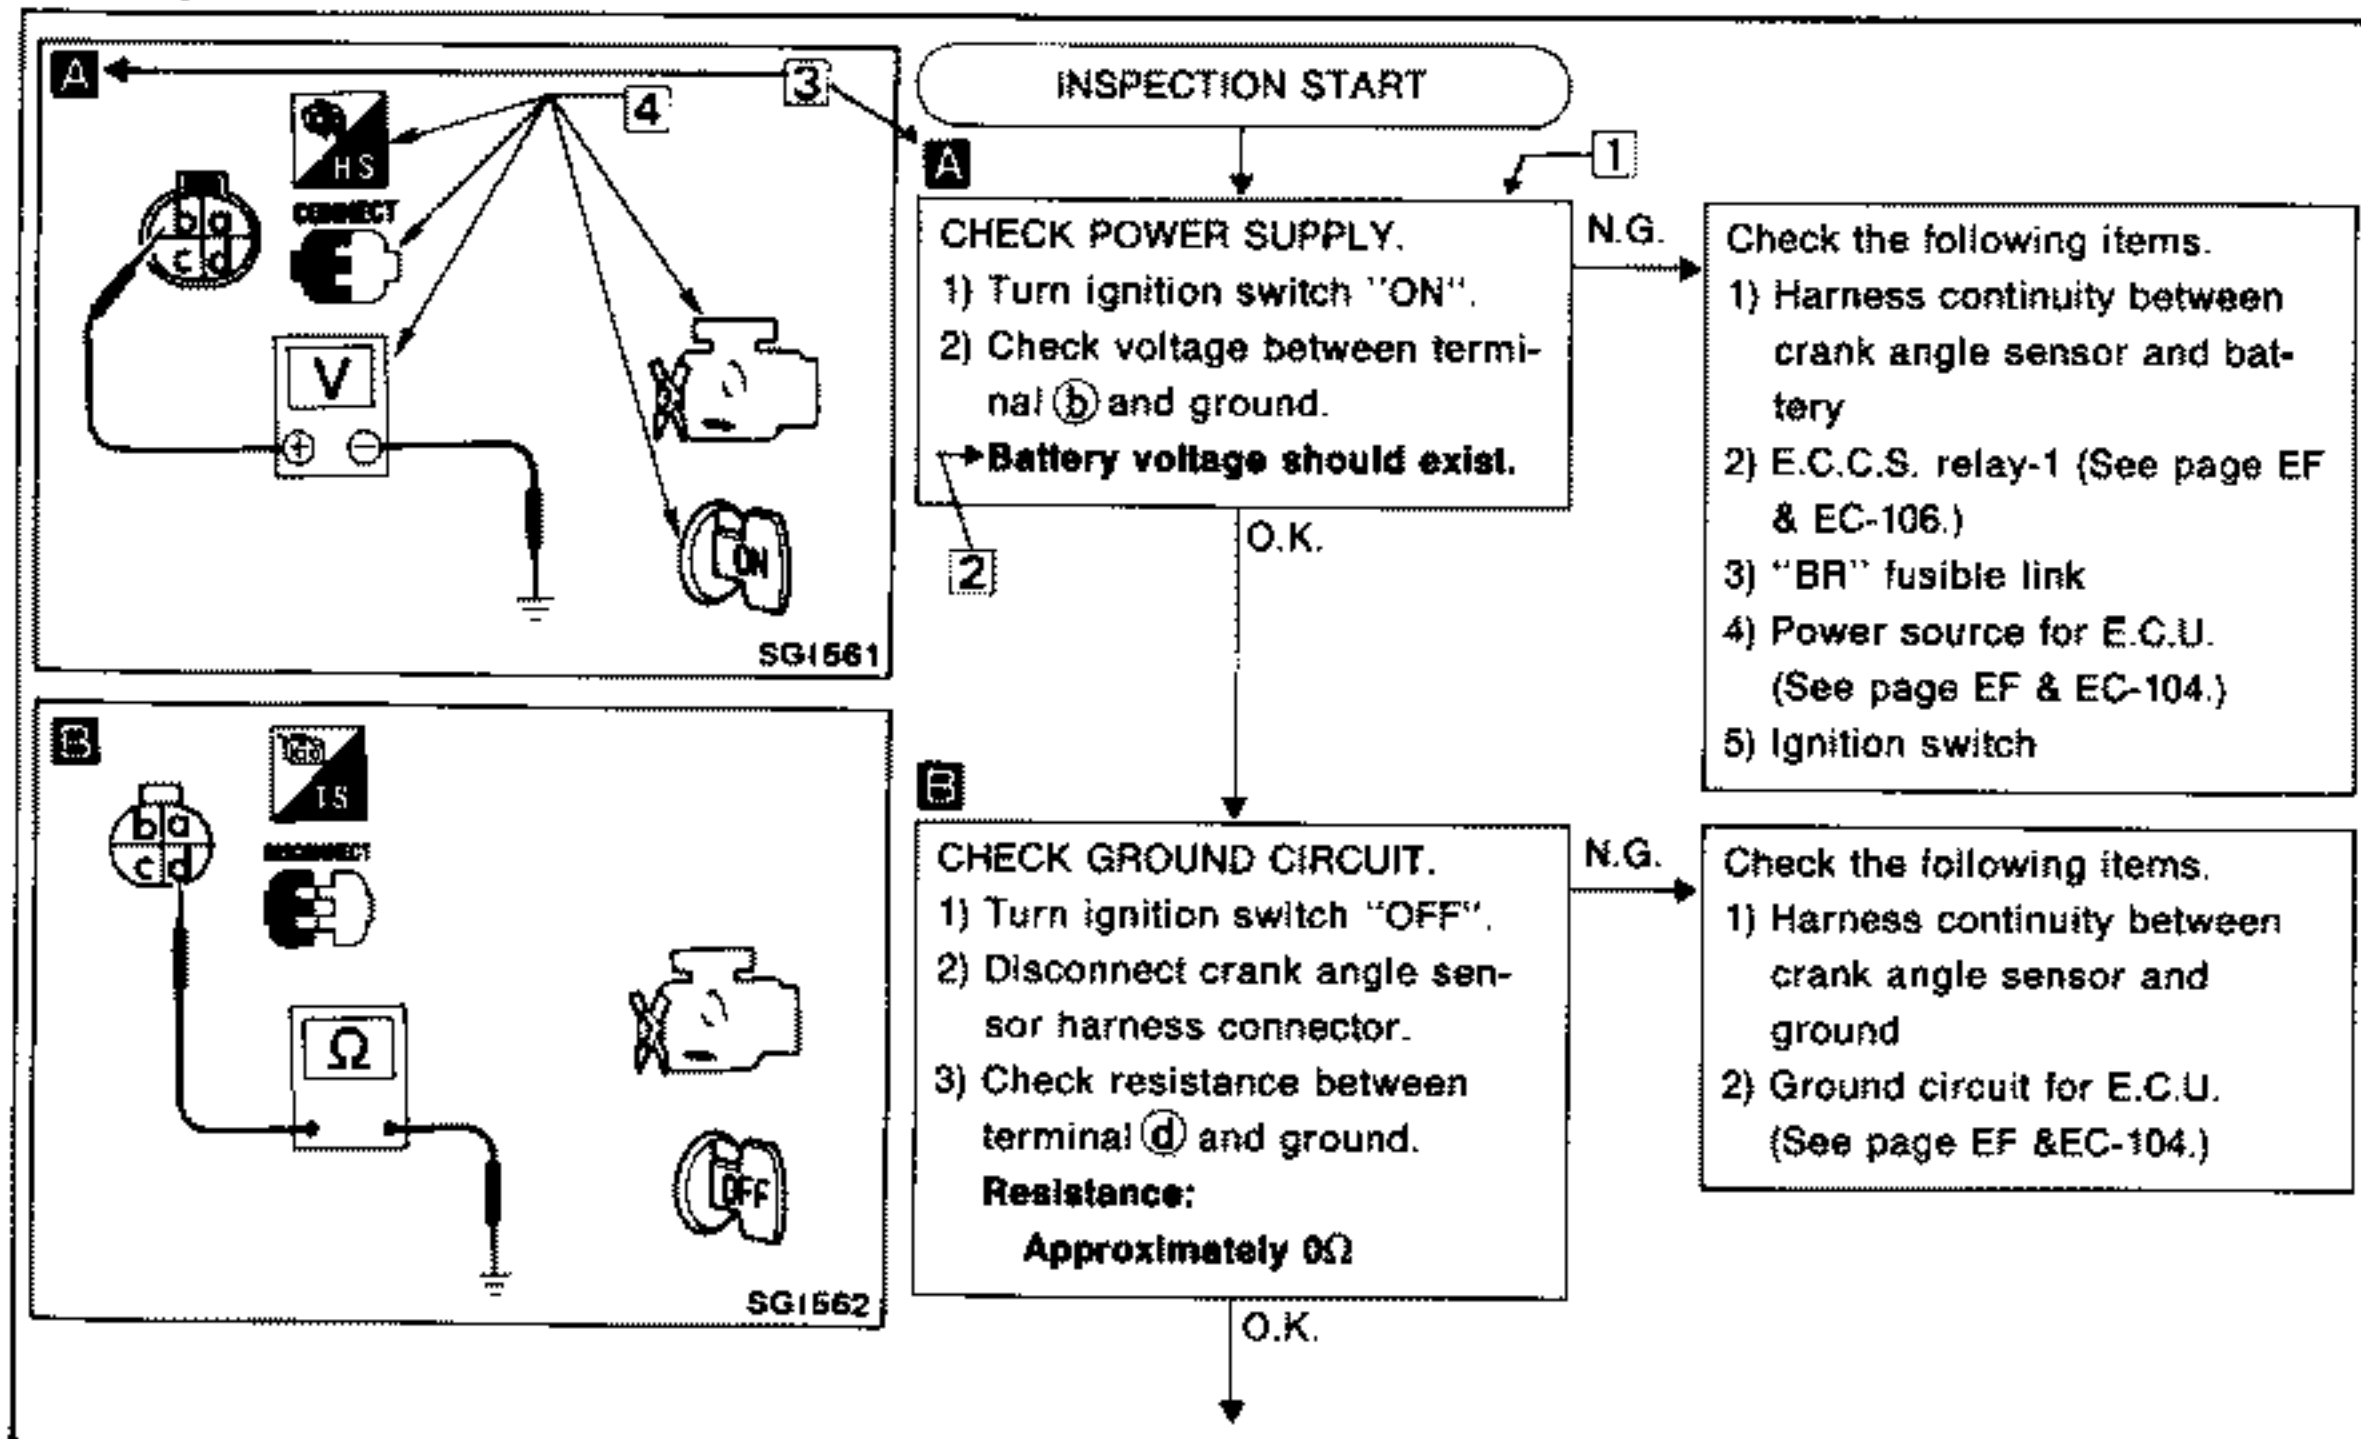 A
3
4
H S
CONNECT
b a
c d
V
+ −
ON
SG1561
B
T S
DISCONNECT
b a
c d
Ω
OFF
SG1562
INSPECTION START
A
1
CHECK POWER SUPPLY.
1) Turn ignition switch "ON".
2) Check voltage between termi-
nal ⓑ and ground.
Battery voltage should exist.
2
N.G.
O.K.
Check the following items.
1) Harness continuity between
crank angle sensor and bat-
tery
2) E.C.C.S. relay-1 (See page EF
& EC-106.)
3) "BR" fusible link
4) Power source for E.C.U.
(See page EF & EC-104.)
5) Ignition switch
B
CHECK GROUND CIRCUIT.
1) Turn ignition switch "OFF".
2) Disconnect crank angle sen-
sor harness connector.
3) Check resistance between
terminal ⓓ and ground.
Resistance:
Approximately 0Ω
N.G.
O.K.
Check the following items.
1) Harness continuity between
crank angle sensor and
ground
2) Ground circuit for E.C.U.
(See page EF &EC-104.)